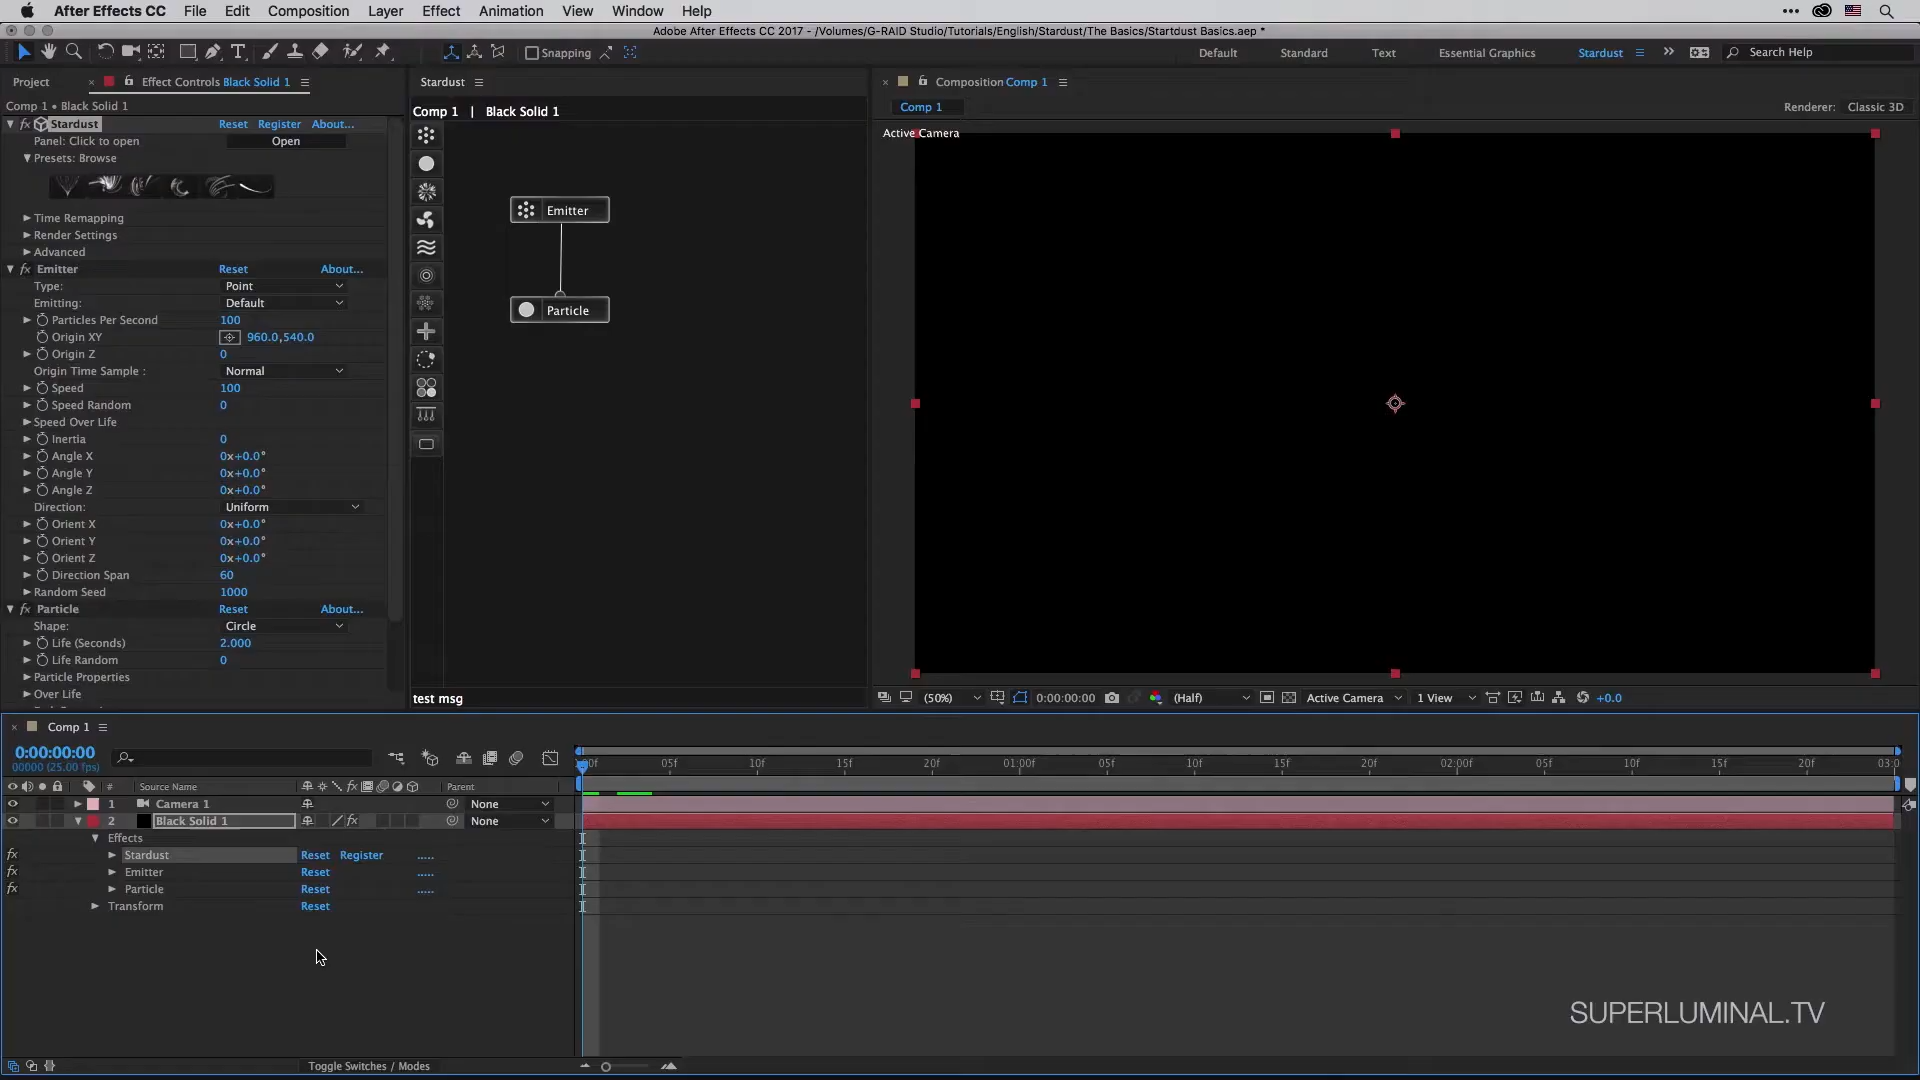 After Effects CC File Edit Composition Layer Effect Animation View Window Help
Adobe After Effects CC 2017 - /Volumes/G-RAID Studio/Tutorials/English/Stardust/The Basics/Startdust Basics.aep *
Snapping Default Standard Text Essential Graphics Stardust Search Help
Project Effect Controls Black Solid 1 Stardust Composition Comp 1
Comp 1 • Black Solid 1
Comp 1 | Black Solid 1
Comp 1 Renderer: Classic 3D
fx Stardust Reset Register About...
Active Camera
Panel: Click to open Open
Presets: Browse
Time Remapping
Render Settings
Advanced
Emitter
Particle
fx Emitter Reset About...
Type: Point
Emitting: Default
Particles Per Second 100
Origin XY 960.0,540.0
Origin Z 0
Origin Time Sample : Normal
Speed 100
Speed Random 0
Speed Over Life
Inertia 0
Angle X 0x+0.0°
Angle Y 0x+0.0°
Angle Z 0x+0.0°
Direction: Uniform
Orient X 0x+0.0°
Orient Y 0x+0.0°
Orient Z 0x+0.0°
Direction Span 60
Random Seed 1000
fx Particle Reset About...
Shape: Circle
Life (Seconds) 2.000
Life Random 0
Particle Properties
Over Life
test msg
(50%) 0:00:00:00 (Half) Active Camera 1 View +0.0
Comp 1
0:00:00:00
00000 (25.00 fps)
00f 05f 10f 15f 20f 01:00f 05f 10f 15f 20f 02:00f 05f 10f 15f 20f 03:0
# Source Name fx Parent
1 Camera 1 None
2 Black Solid 1 fx None
Effects
fx Stardust Reset Register .....
fx Emitter Reset .....
fx Particle Reset .....
Transform Reset
SUPERLUMINAL.TV
Toggle Switches / Modes